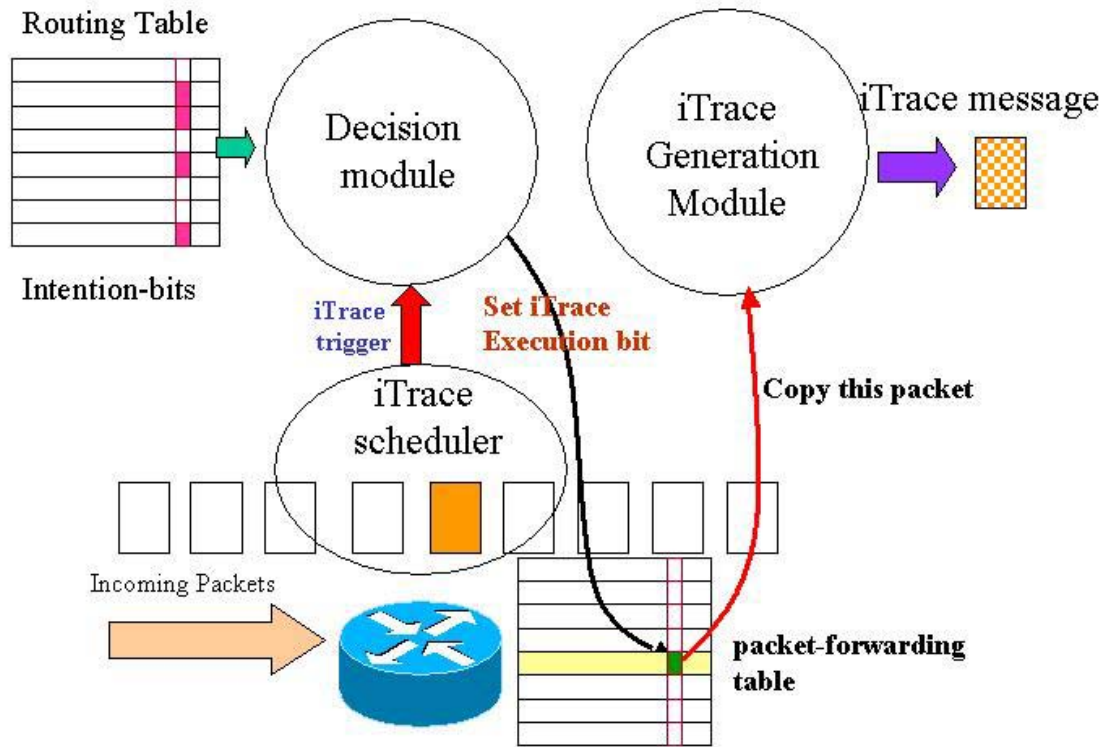 Routing Table
Decision
module
iTrace
Generation
Module
iTrace message
Intention-bits
iTrace
trigger
Set iTrace
Execution bit
iTrace
scheduler
Copy this packet
Incoming Packets
packet-forwarding
table